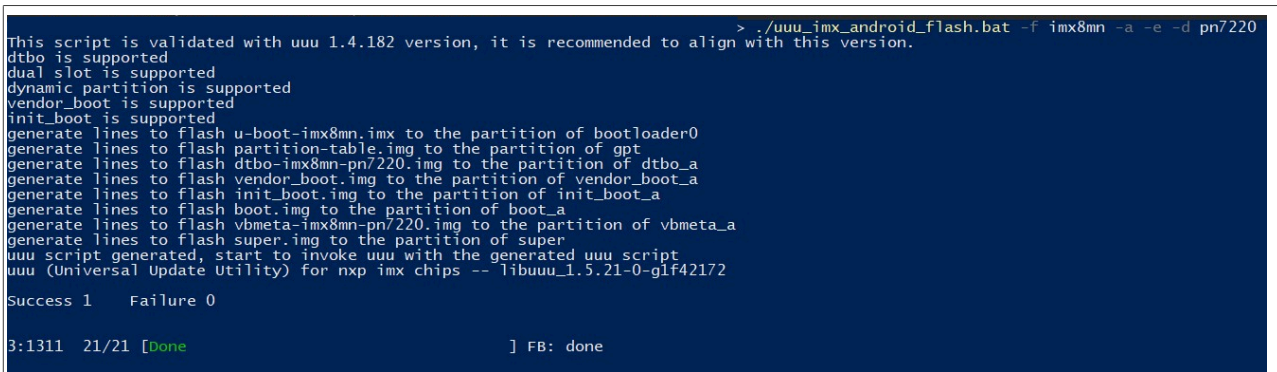 > ./uuu_imx_android_flash.bat -f imx8mn -a -e -d pn7220
This script is validated with uuu 1.4.182 version, it is recommended to align with this version.
dtbo is supported
dual slot is supported
dynamic partition is supported
vendor_boot is supported
init_boot is supported
generate lines to flash u-boot-imx8mn.imx to the partition of bootloader0
generate lines to flash partition-table.img to the partition of gpt
generate lines to flash dtbo-imx8mn-pn7220.img to the partition of dtbo_a
generate lines to flash vendor_boot.img to the partition of vendor_boot_a
generate lines to flash init_boot.img to the partition of init_boot_a
generate lines to flash boot.img to the partition of boot_a
generate lines to flash vbmeta-imx8mn-pn7220.img to the partition of vbmeta_a
generate lines to flash super.img to the partition of super
uuu script generated, start to invoke uuu with the generated uuu script
uuu (Universal Update Utility) for nxp imx chips -- libuuu_1.5.21-0-g1f42172
Success 1    Failure 0
3:1311  21/21 [Done                                        ] FB: done